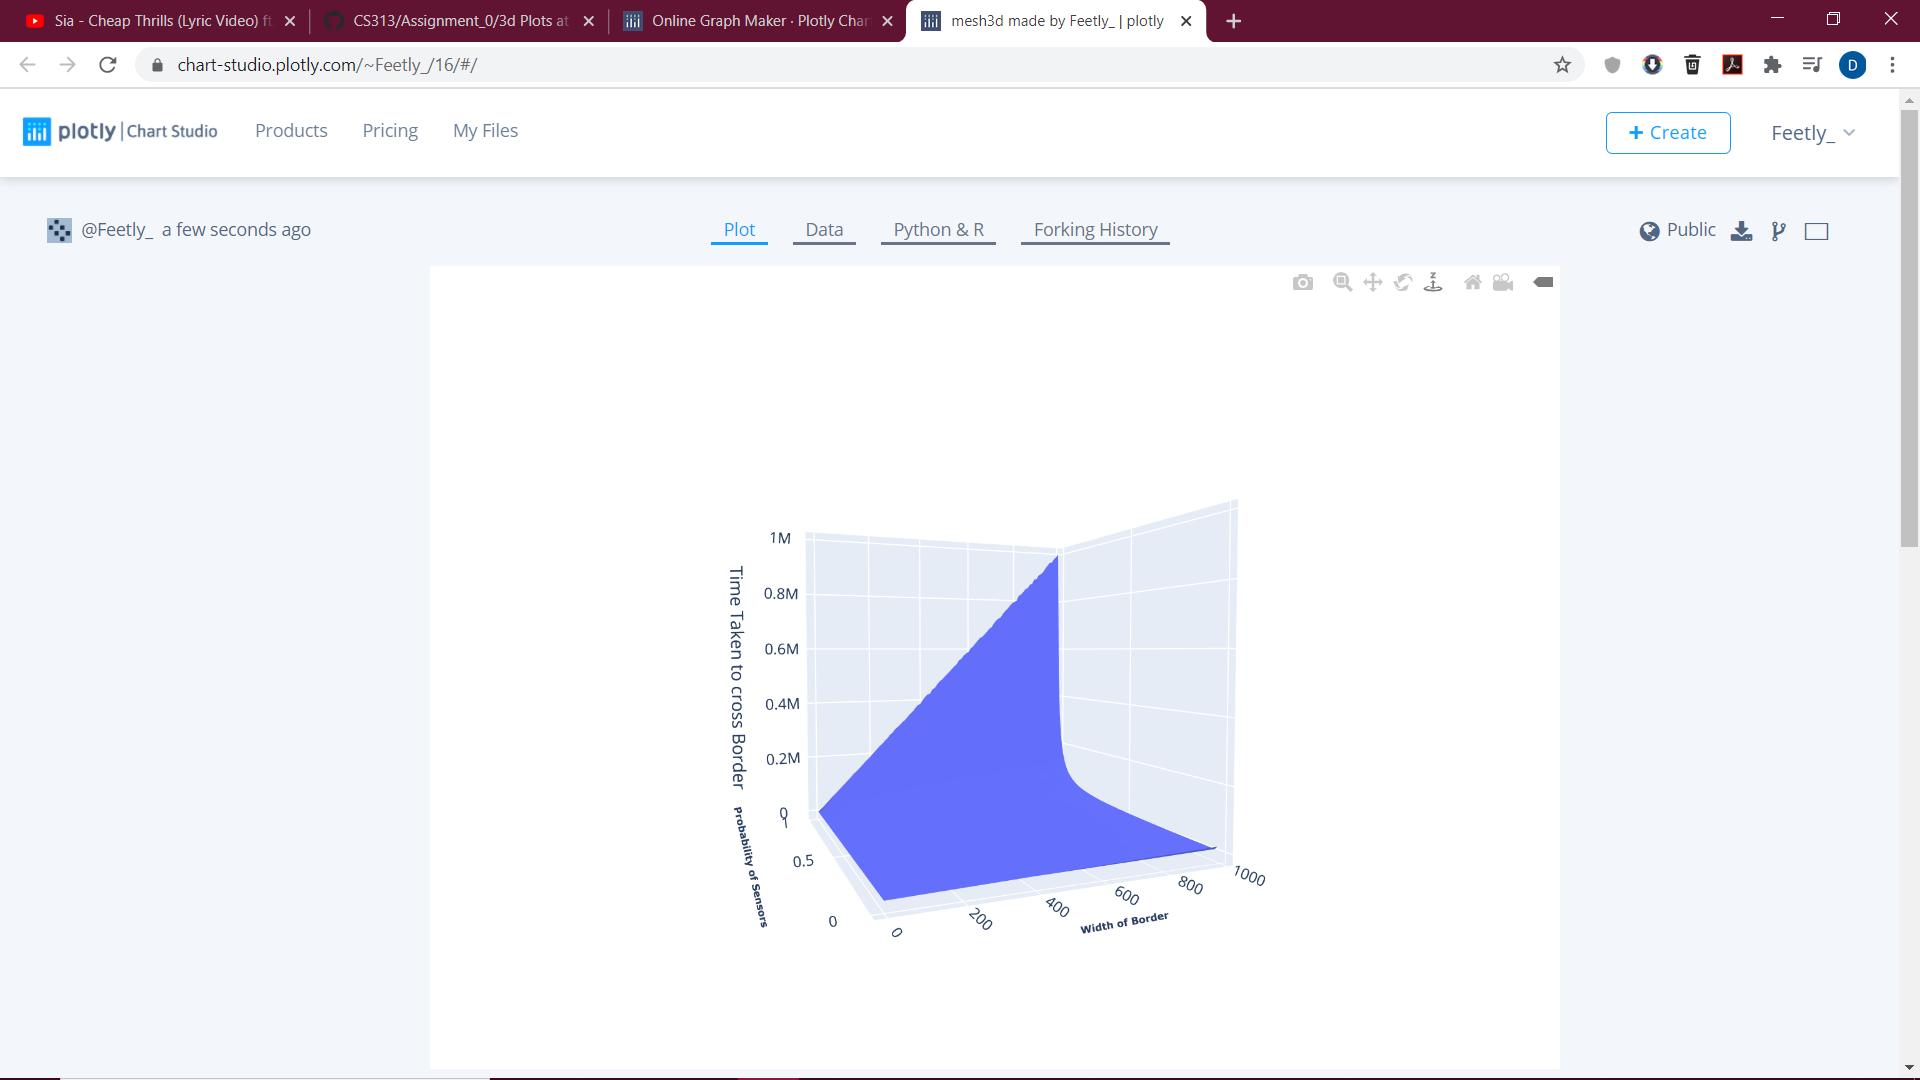 Sia - Cheap Thrills (Lyric Video) ft
CS313/Assignment_0/3d Plots at
Online Graph Maker · Plotly Char
mesh3d made by Feetly_ | plotly
chart-studio.plotly.com/~Feetly_/16/#/
D
plotly | Chart Studio
Products
Pricing
My Files
+ Create
Feetly_
@Feetly_ a few seconds ago
Plot
Data
Python & R
Forking History
Public
1M
0.8M
0.6M
0.4M
0.2M
0
Time Taken to cross Border
1
0.5
0
Probability of Sensors
0
200
400
600
800
1000
Width of Border